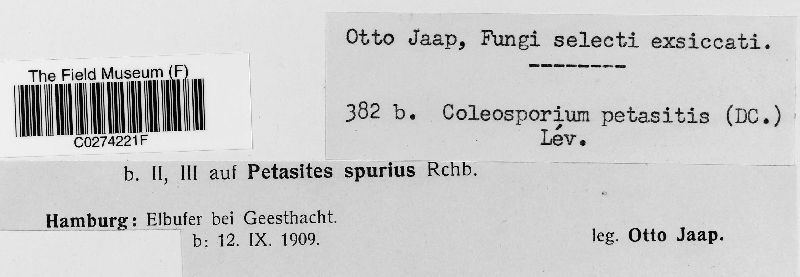 Otto Jaap, Fungi selecti exsiccati.
The Field Museum (F)
C0274221F
382 b. Coleosporium petasitis (DC.)
Lév.
b. II, III auf Petasites spurius Rchb.
Hamburg: Elbufer bei Geesthacht.
b: 12. IX. 1909.
leg. Otto Jaap.